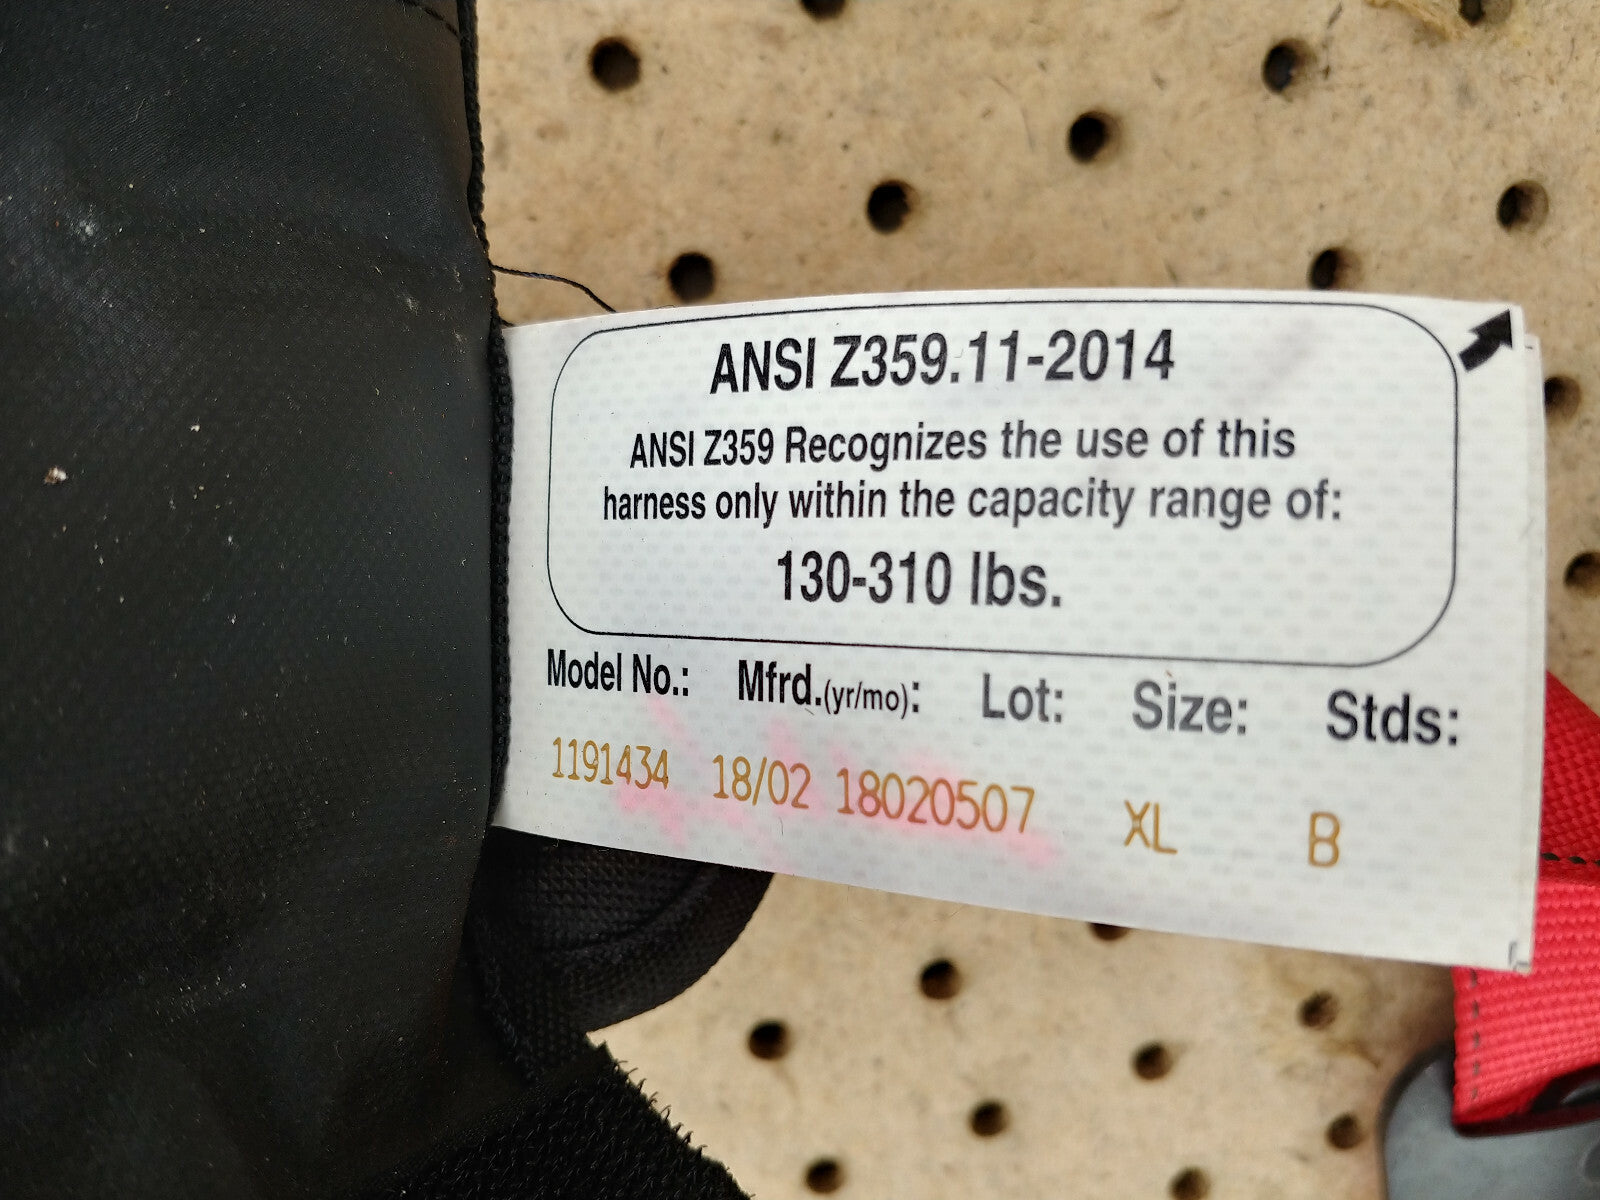 ANSI Z359.11-2014
ANSI Z359 Recognizes the use of this
harness only within the capacity range of:
130-310 lbs.
Model No.: Mfrd.(yr/mo): Lot: Size: Stds:
1191434 18/02 18020507 XL B